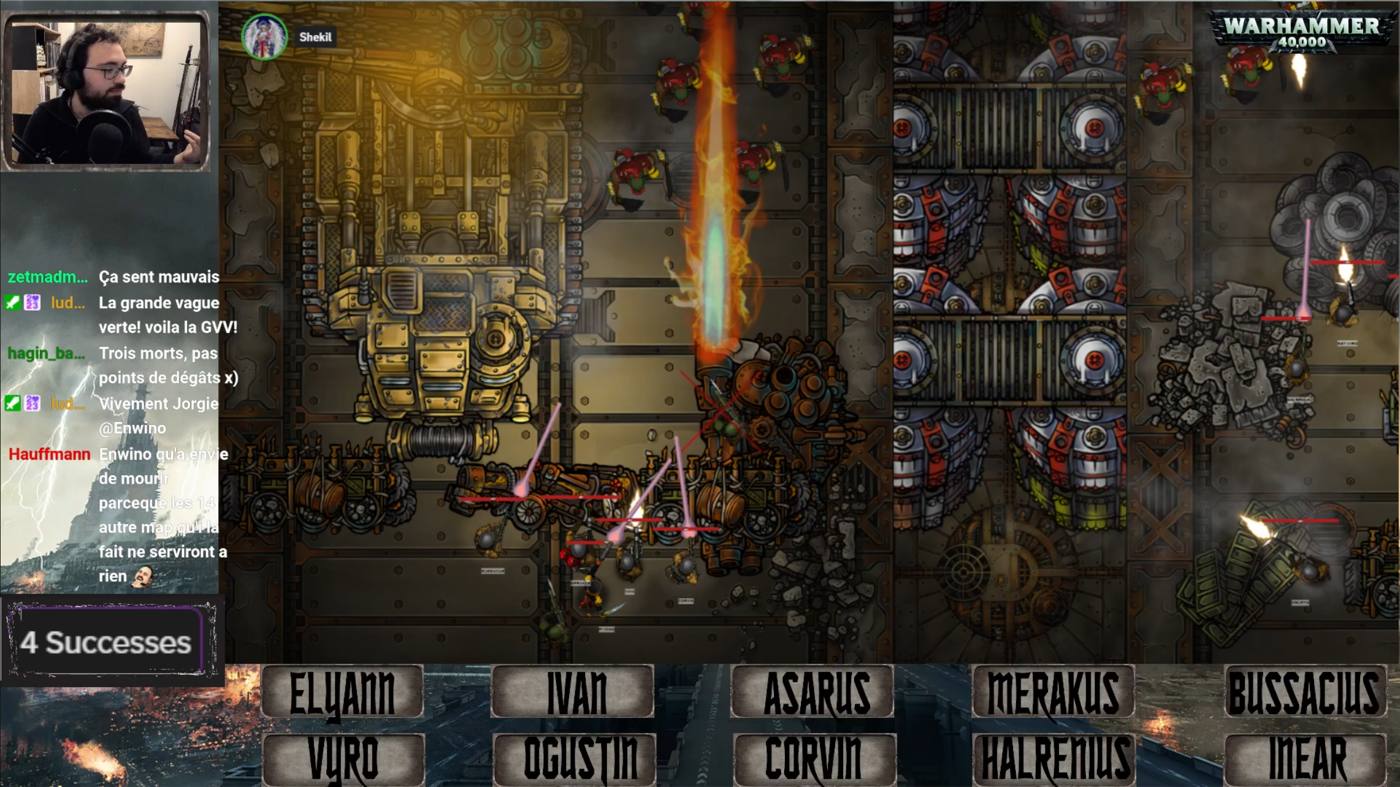 Shekil
WARHAMMER
40,000
zetmadm... Ça sent mauvais
lud... La grande vague
verte! voila la GVV!
hagin_ba... Trois morts, pas
points de dégâts x)
lud... Vivement Jorgie
@Enwino
Hauffmann Enwino qu'a envie
de mourir
parceque les 14
autre map qu'il a
fait ne serviront a
rien
4 Successes
ELYANN
IVAN
ASARUS
MERAKUS
BUSSACIUS
VYRO
OGUSTIN
CORVIN
HALRENIUS
INEAR